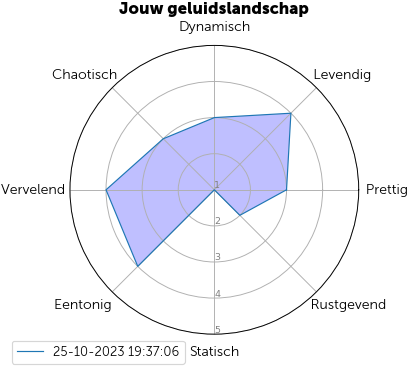 Jouw geluidslandschap
Dynamisch
Chaotisch
Levendig
Vervelend
1
Prettig
2
3
4
Eentonig
Rustgevend
5
25-10-2023 19:37:06
Statisch